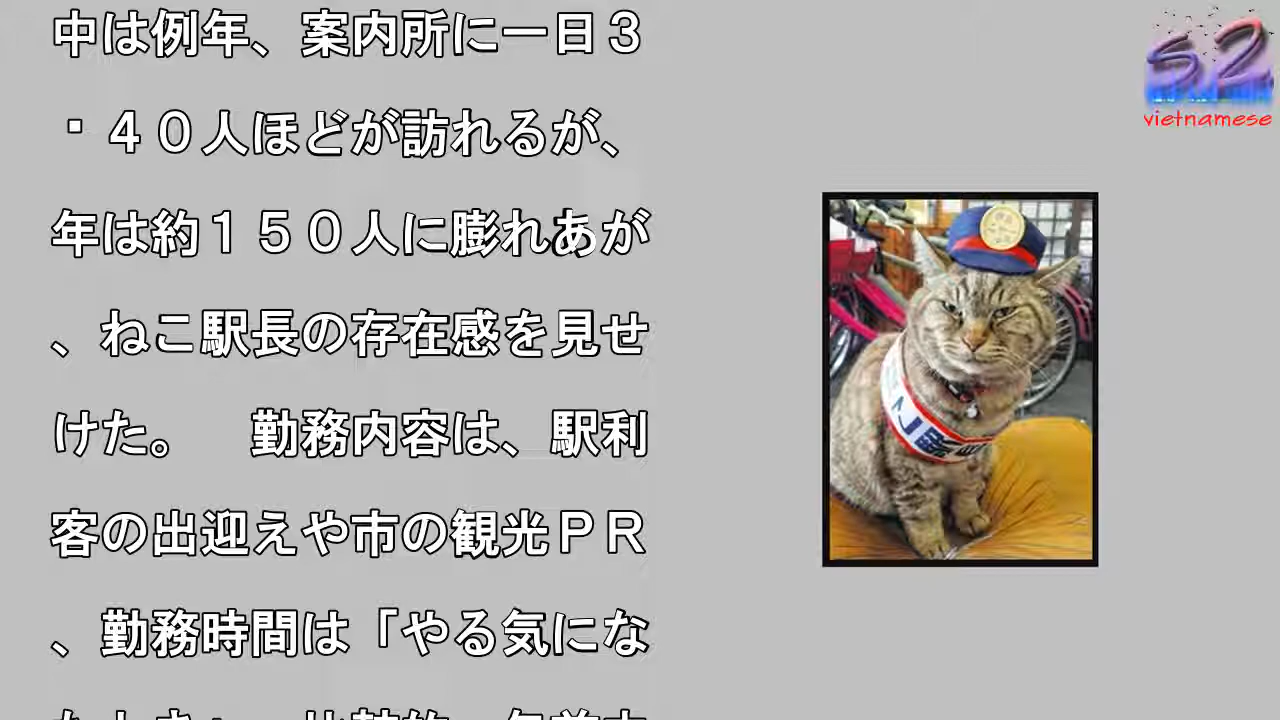 中は例年、案内所に一日３
・４０人ほどが訪れるが、
年は約１５０人に膨れあが
、ねこ駅長の存在感を見せ
けた。　勤務内容は、駅利
客の出迎えや市の観光ＰＲ
、勤務時間は「やる気にな
s2
vietnamese